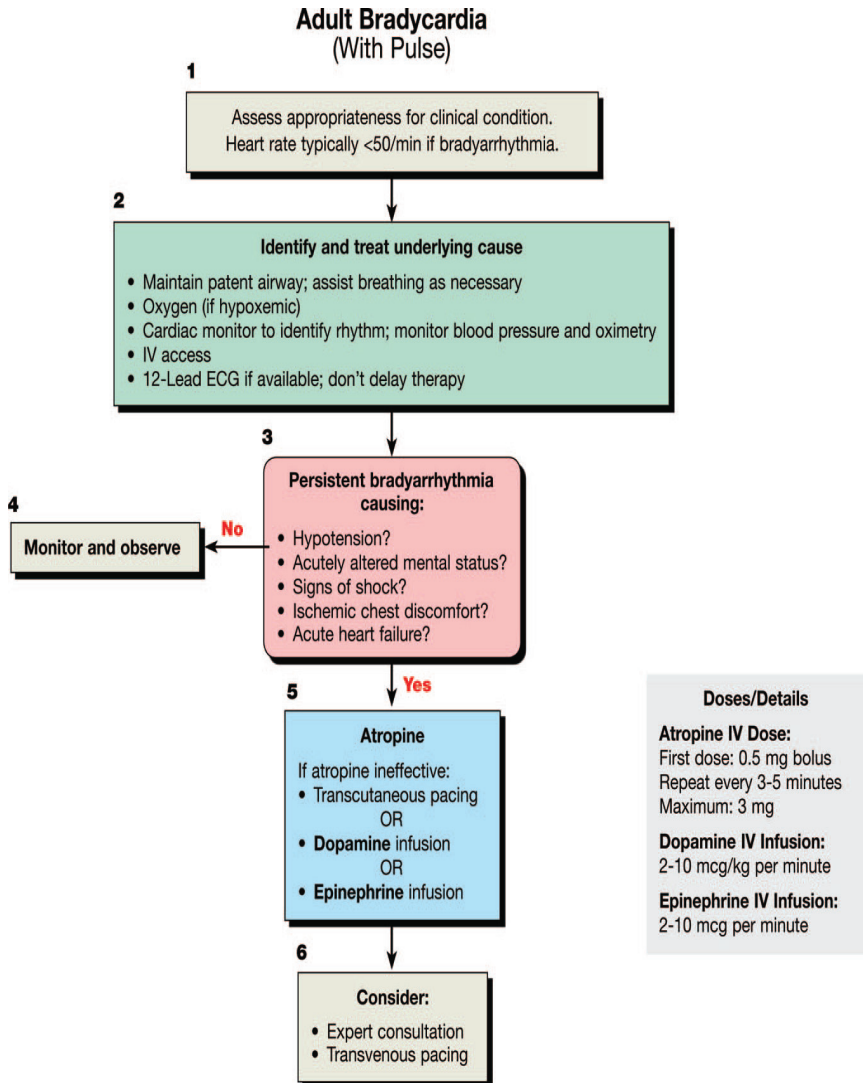 Adult Bradycardia
(With Pulse)
1
Assess appropriateness for clinical condition.
Heart rate typically <50/min if bradyarrhythmia.
2
Identify and treat underlying cause
• Maintain patent airway; assist breathing as necessary
• Oxygen (if hypoxemic)
• Cardiac monitor to identify rhythm; monitor blood pressure and oximetry
• IV access
• 12-Lead ECG if available; don't delay therapy
3
Persistent bradyarrhythmia
causing:
• Hypotension?
• Acutely altered mental status?
• Signs of shock?
• Ischemic chest discomfort?
• Acute heart failure?
No
4
Monitor and observe
Yes
5
Atropine
If atropine ineffective:
• Transcutaneous pacing
OR
• Dopamine infusion
OR
• Epinephrine infusion
6
Consider:
• Expert consultation
• Transvenous pacing
Doses/Details
Atropine IV Dose:
First dose: 0.5 mg bolus
Repeat every 3-5 minutes
Maximum: 3 mg
Dopamine IV Infusion:
2-10 mcg/kg per minute
Epinephrine IV Infusion:
2-10 mcg per minute